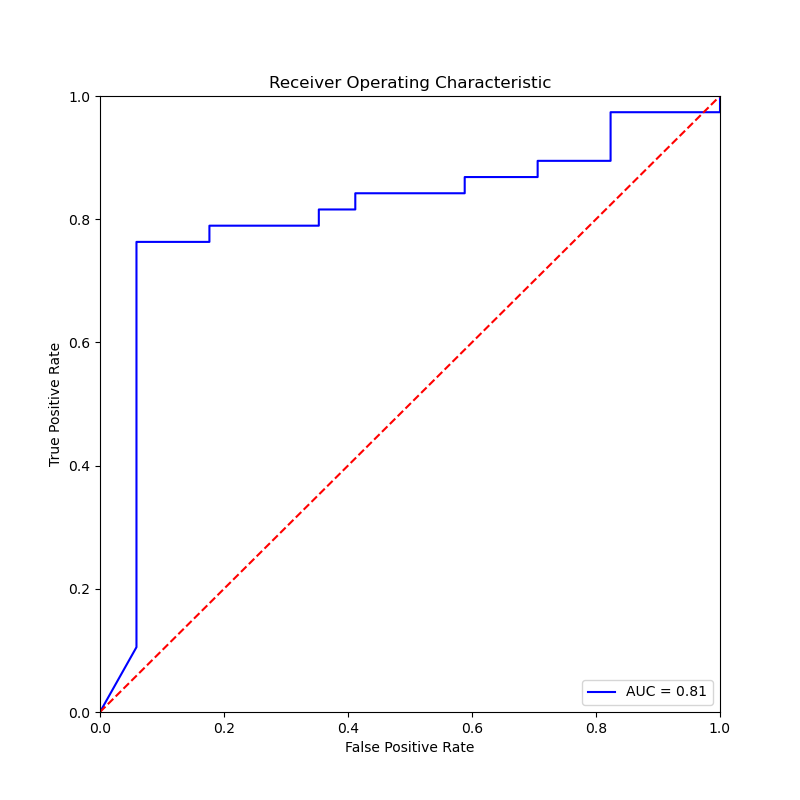 Receiver Operating Characteristic
True Positive Rate
1.0
0.8
0.6
0.4
0.2
0.0
AUC = 0.81
0.0 0.2 0.4 0.6 0.8 1.0
False Positive Rate